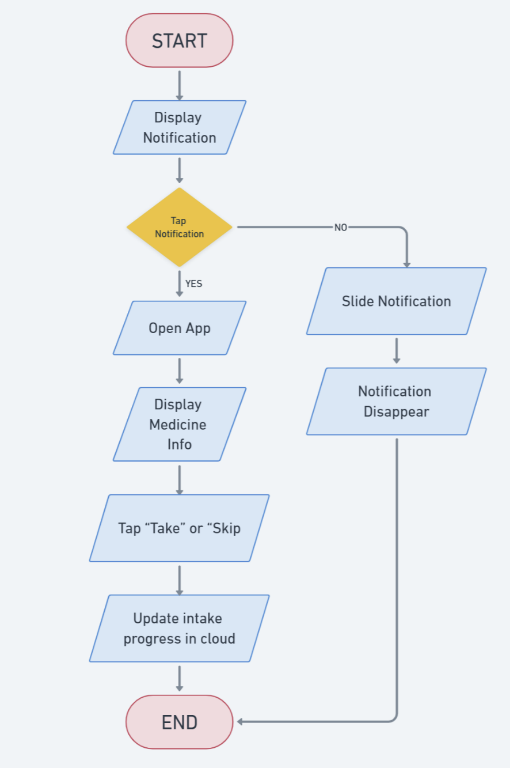 START
Display
Notification
Tap
Notification
NO
YES
Slide Notification
Open App
Notification
Disappear
Display
Medicine
Info
Tap “Take” or “Skip
Update intake
progress in cloud
END